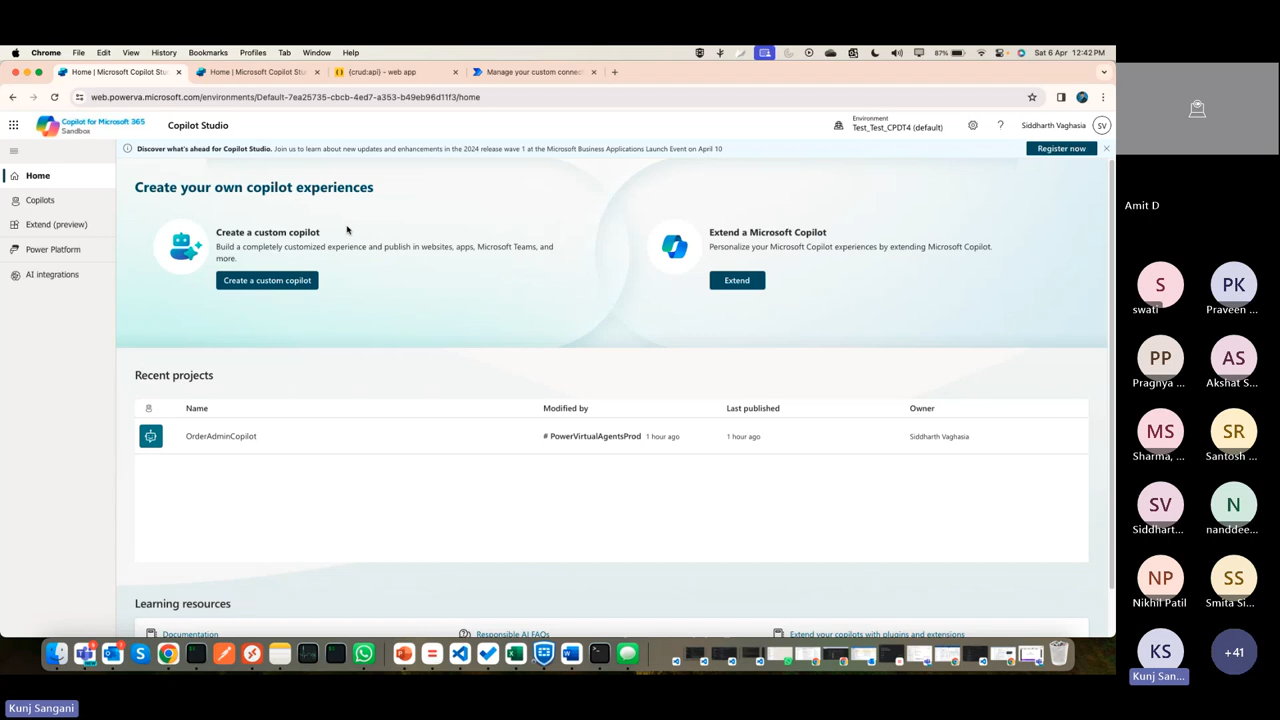 Chrome File Edit View History Bookmarks Profiles Tab Window Help
87% Sat 6 Apr 12:42 PM
Home | Microsoft Copilot Stu
Home | Microsoft Copilot Stu
{crud:api} - web app
Manage your custom connec
web.powerva.microsoft.com/environments/Default-7ea25735-cbcb-4ed7-a353-b49eb96d11f3/home
Copilot for Microsoft 365
Sandbox
Copilot Studio
Environment
Test_Test_CPDT4 (default)
Siddharth Vaghasia
SV
Discover what's ahead for Copilot Studio. Join us to learn about new updates and enhancements in the 2024 release wave 1 at the Microsoft Business Applications Launch Event on April 10
Register now
Home
Copilots
Extend (preview)
Power Platform
AI integrations
Create your own copilot experiences
Create a custom copilot
Build a completely customized experience and publish in websites, apps, Microsoft Teams, and
more.
Create a custom copilot
Extend a Microsoft Copilot
Personalize your Microsoft Copilot experiences by extending Microsoft Copilot.
Extend
Recent projects
Name Modified by Last published Owner
OrderAdminCopilot # PowerVirtualAgentsProd 1 hour ago 1 hour ago Siddharth Vaghasia
Learning resources
Documentation
Responsible AI FAQs
Extend your copilots with plugins and extensions
Amit D
S
swati
PK
Praveen ...
PP
Pragnya ...
AS
Akshat S...
MS
Sharma, ...
SR
Santosh ...
SV
Siddhart...
N
nanddee...
NP
Nikhil Patil
SS
Smita Si...
KS
Kunj San...
+41
Kunj Sangani